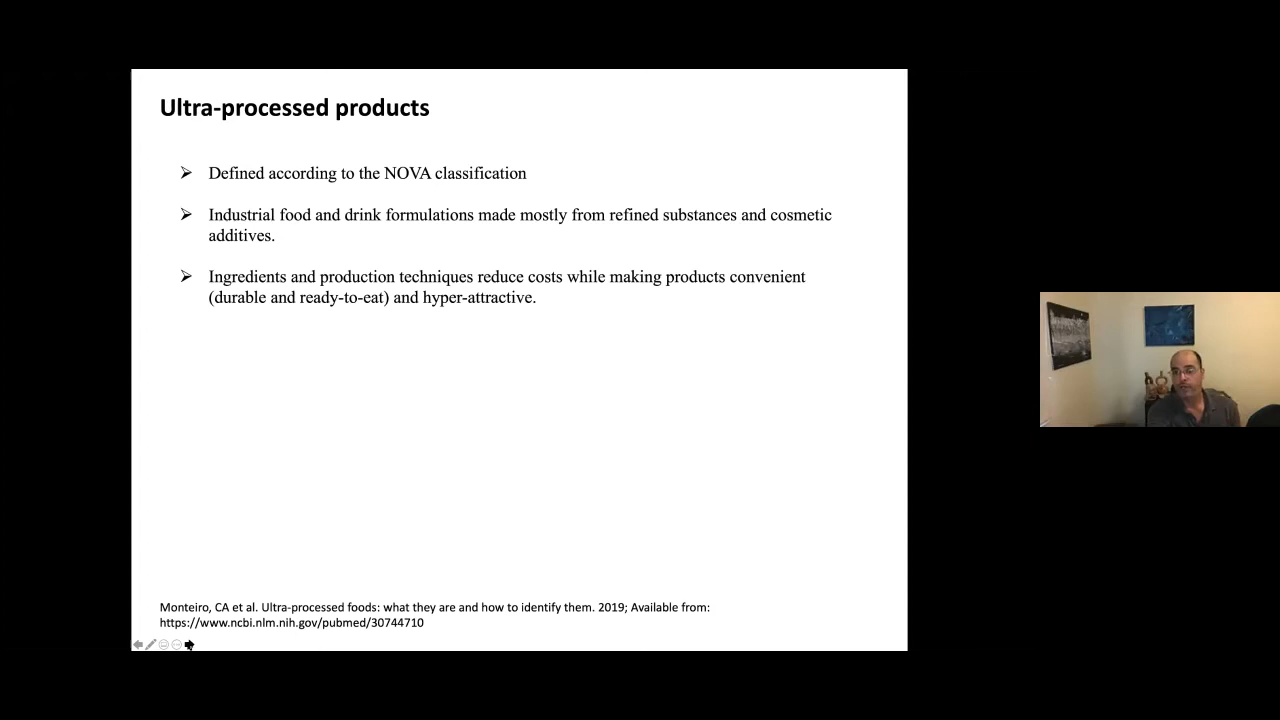 Ultra-processed products
Defined according to the NOVA classification
Industrial food and drink formulations made mostly from refined substances and cosmetic
additives.
Ingredients and production techniques reduce costs while making products convenient
(durable and ready-to-eat) and hyper-attractive.
Monteiro, CA et al. Ultra-processed foods: what they are and how to identify them. 2019; Available from:
https://www.ncbi.nlm.nih.gov/pubmed/30744710